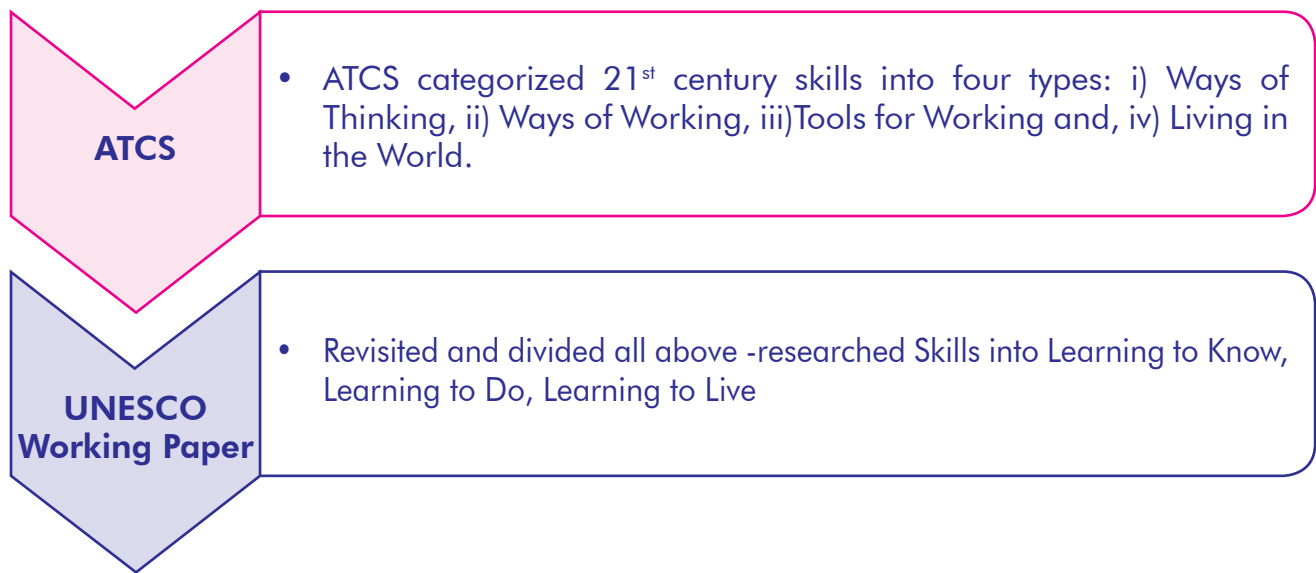 ATCS
• ATCS categorized 21st century skills into four types: i) Ways of
Thinking, ii) Ways of Working, iii)Tools for Working and, iv) Living in
the World.
UNESCO
Working Paper
• Revisited and divided all above -researched Skills into Learning to Know,
Learning to Do, Learning to Live